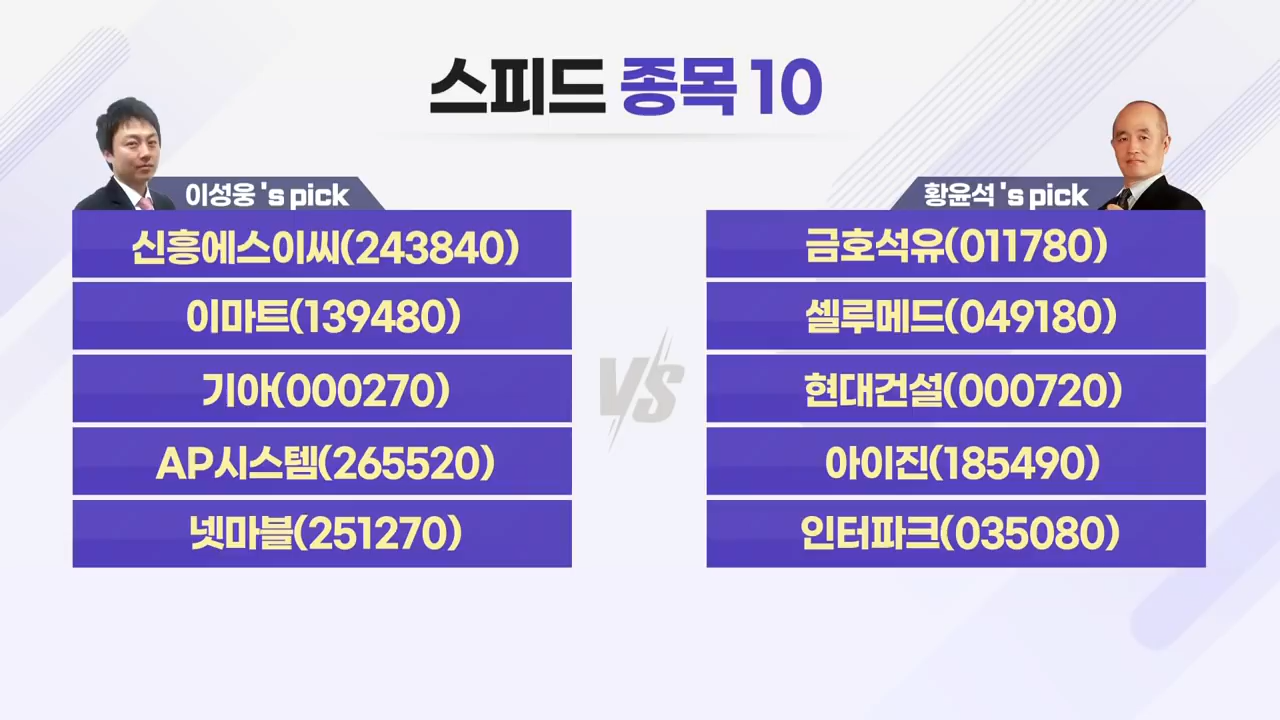 스피드 종목 10
이성웅 's pick
신흥에스이씨(243840)
이마트(139480)
기아(000270)
AP시스템(265520)
넷마블(251270)
VS
황윤석 's pick
금호석유(011780)
셀루메드(049180)
현대건설(000720)
아이진(185490)
인터파크(035080)